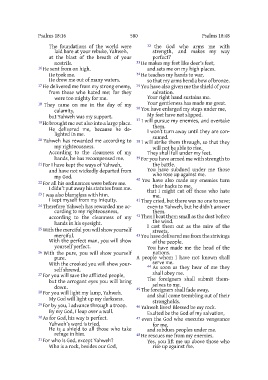 Psalms 18:16 500 Psalms 18:48
The foundations of the world were
laid bare at your rebuke, Yahweh,
at the blast of the breath of your
nostrils.
16 He sent from on high.
He took me.
He drew me out of many waters.
17 He delivered me from my strong enemy,
from those who hated me; for they
were too mighty for me.
18 They came on me in the day of my
calamity,
but Yahweh was my support.
19 He brought me out also into a large place.
He delivered me, because he de-
lighted in me.
20 Yahweh has rewarded me according to
my righteousness.
According to the cleanness of my
hands, he has recompensed me.
21 For I have kept the ways of Yahweh,
and have not wickedly departed
from my God.
22 For all his ordinances were before me.
I didn't put away his statutes from me.
23 I was also blameless with him.
I kept myself from my iniquity.
24 Therefore Yahweh has rewarded me ac-
cording to my righteousness,
according to the cleanness of my
hands in his eyesight.
25 With the merciful you will show yourself
merciful.
With the perfect man, you will show
yourself perfect.
26 With the pure, you will show yourself
pure.
With the crooked you will show your-
self shrewd.
27 For you will save the afflicted people,
but the arrogant eyes you will bring
down.
28 For you will light my lamp, Yahweh.
My God will light up my darkness.
29 For by you, I advance through a troop.
By my God, I leap over a wall.
30 As for God, his way is perfect.
Yahweh's word is tried.
He is a shield to all those who take
refuge in him.
31 For who is God, except Yahweh?
Who is a rock, besides our God,
32 the God who arms me with
strength, and makes my way
perfect?
33 He makes my feet like deer's feet,
and sets me on my high places.
34 He teaches my hands to war,
so that my arms bend a bow of bronze.
35 You have also given me the shield of your
salvation.
Your right hand sustains me.
Your gentleness has made me great.
36 You have enlarged my steps under me,
My feet have not slipped.
37 I will pursue my enemies, and overtake
them.
I won't turn away until they are con-
sumed.
38 I will strike them through, so that they
will not be able to rise.
They shall fall under my feet.
39 For you have armed me with strength to
the battle.
You have subdued under me those
who rose up against me.
40 You have also made my enemies turn
their backs to me,
that I might cut off those who hate
me.
41 They cried, but there was no one to save;
even to Yahweh, but he didn't answer
them.
42 Then I beat them small as the dust before
the wind.
I cast them out as the mire of the
streets.
43 You have delivered me from the strivings
of the people.
You have made me the head of the
nations.
A people whom I have not known shall
serve me.
44 As soon as they hear of me they
shall obey me.
The foreigners shall submit them-
selves to me.
45 The foreigners shall fade away,
and shall come trembling out of their
strongholds.
46 Yahweh lives! Blessed be my rock.
Exalted be the God of my salvation,
47 even the God who executes vengeance
for me,
and subdues peoples under me.
48 He rescues me from my enemies.
Yes, you lift me up above those who
rise up against me.